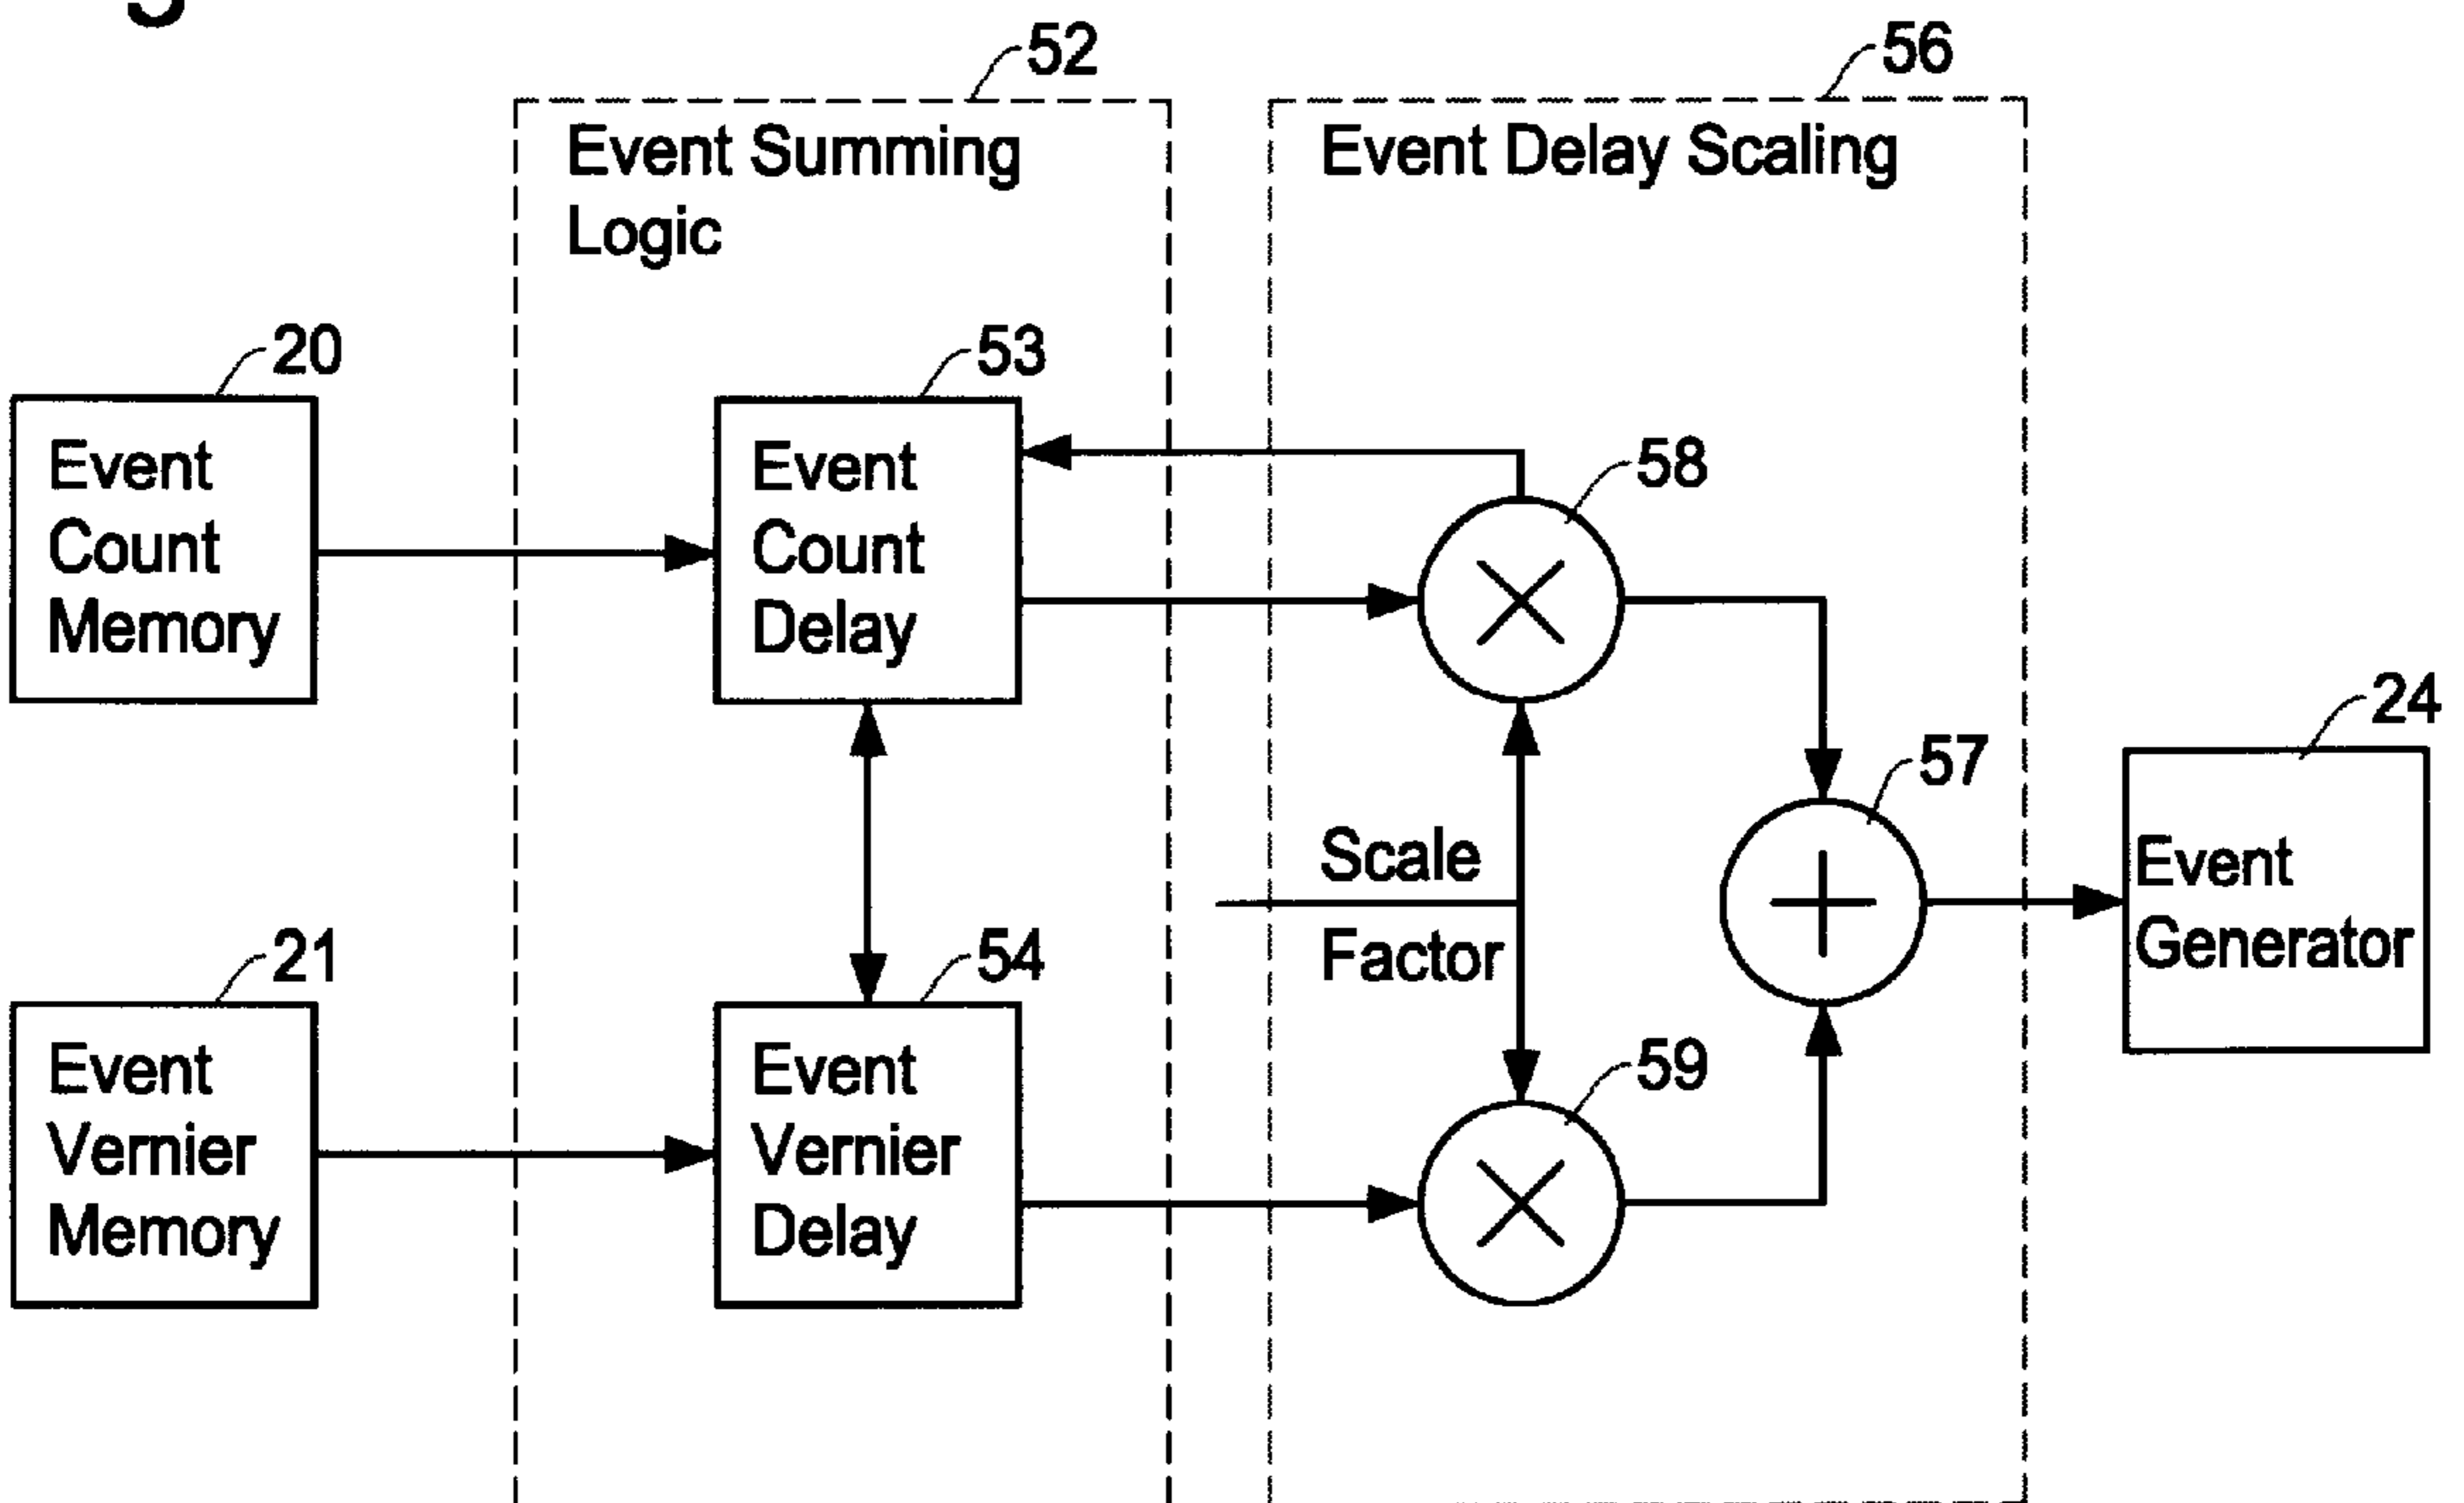 52
56
Event Summing
Logic
Event Delay Scaling
20
53
58
Event
Count
Memory
Event
Count
Delay
24
57
Scale
Factor
Event
Generator
21
54
59
Event
Vernier
Memory
Event
Vernier
Delay